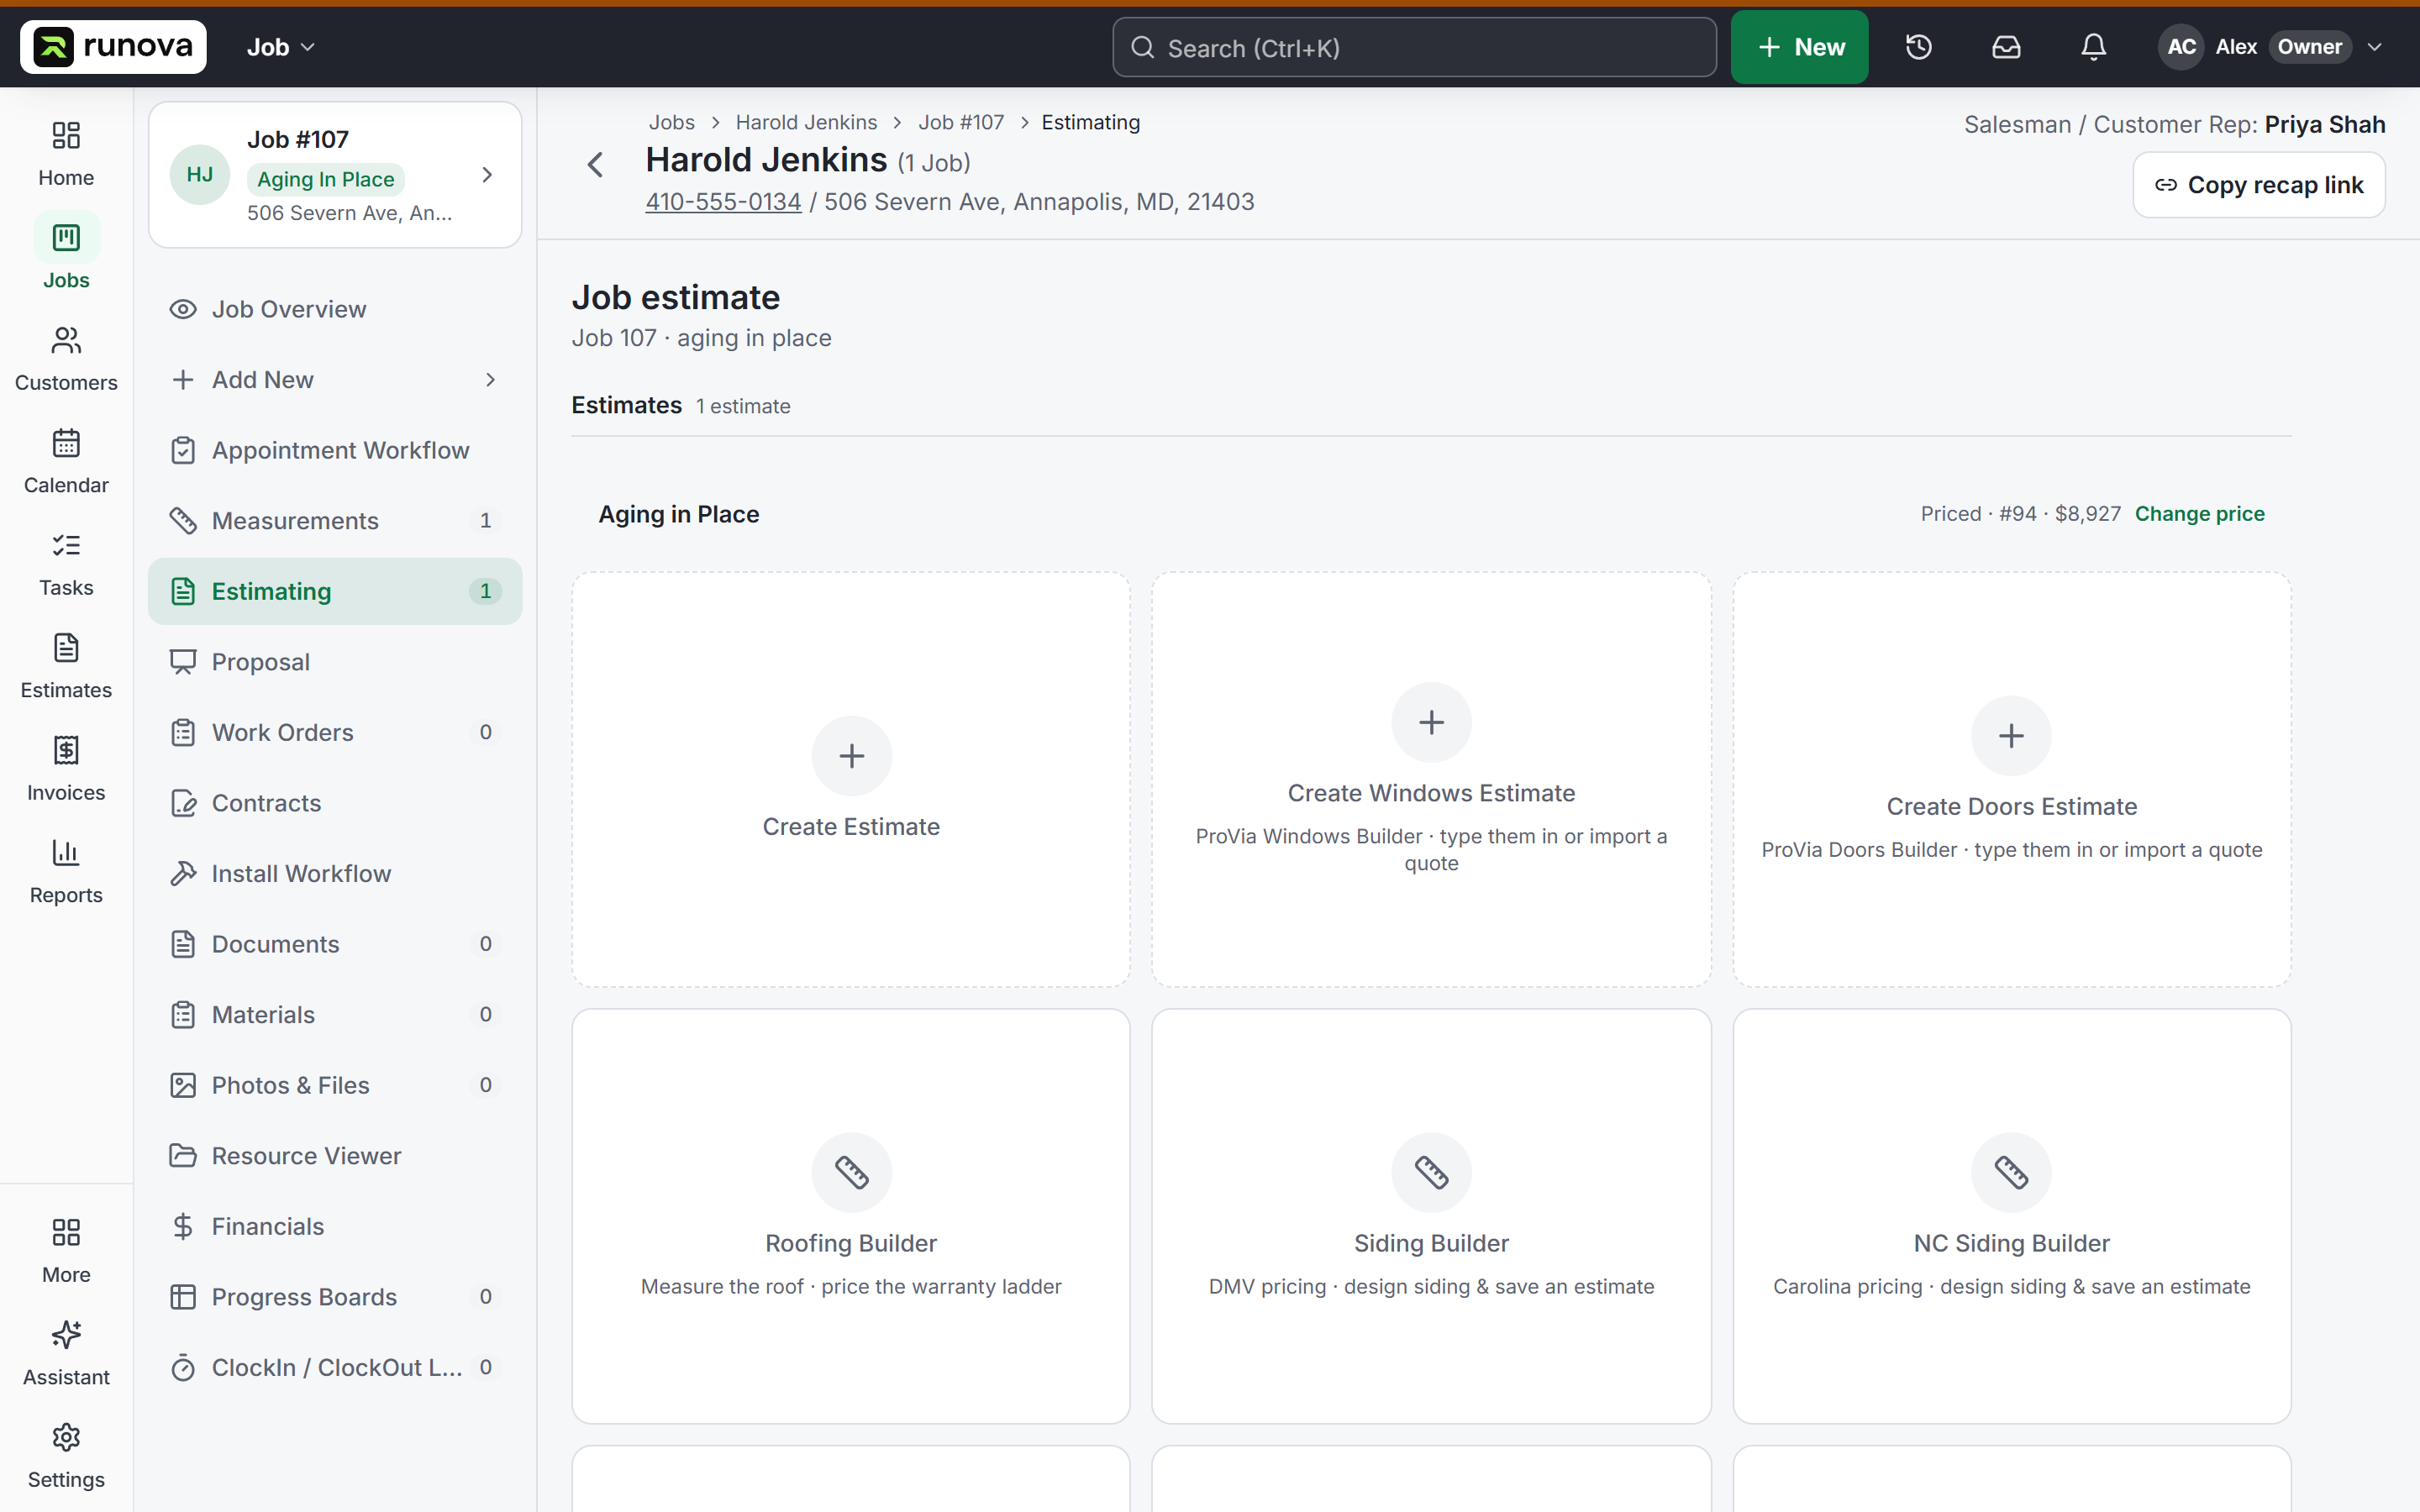 runova
Job
Search (Ctrl+K)
New
AC
Alex
Owner
Home
Jobs
Customers
Calendar
Tasks
Estimates
Invoices
Reports
More
Assistant
Settings
HJ
Job #107
Aging In Place
506 Severn Ave, An...
Job Overview
Add New
Appointment Workflow
Measurements 1
Estimating 1
Proposal
Work Orders 0
Contracts
Install Workflow
Documents 0
Materials 0
Photos & Files 0
Resource Viewer
Financials
Progress Boards 0
ClockIn / ClockOut L... 0
Jobs > Harold Jenkins > Job #107 > Estimating
Harold Jenkins (1 Job)
410-555-0134 / 506 Severn Ave, Annapolis, MD, 21403
Salesman / Customer Rep: Priya Shah
Copy recap link
Job estimate
Job 107 · aging in place
Estimates 1 estimate
Aging in Place
Priced · #94 · $8,927 Change price
Create Estimate
Create Windows Estimate
ProVia Windows Builder · type them in or import a
quote
Create Doors Estimate
ProVia Doors Builder · type them in or import a quote
Roofing Builder
Measure the roof · price the warranty ladder
Siding Builder
DMV pricing · design siding & save an estimate
NC Siding Builder
Carolina pricing · design siding & save an estimate